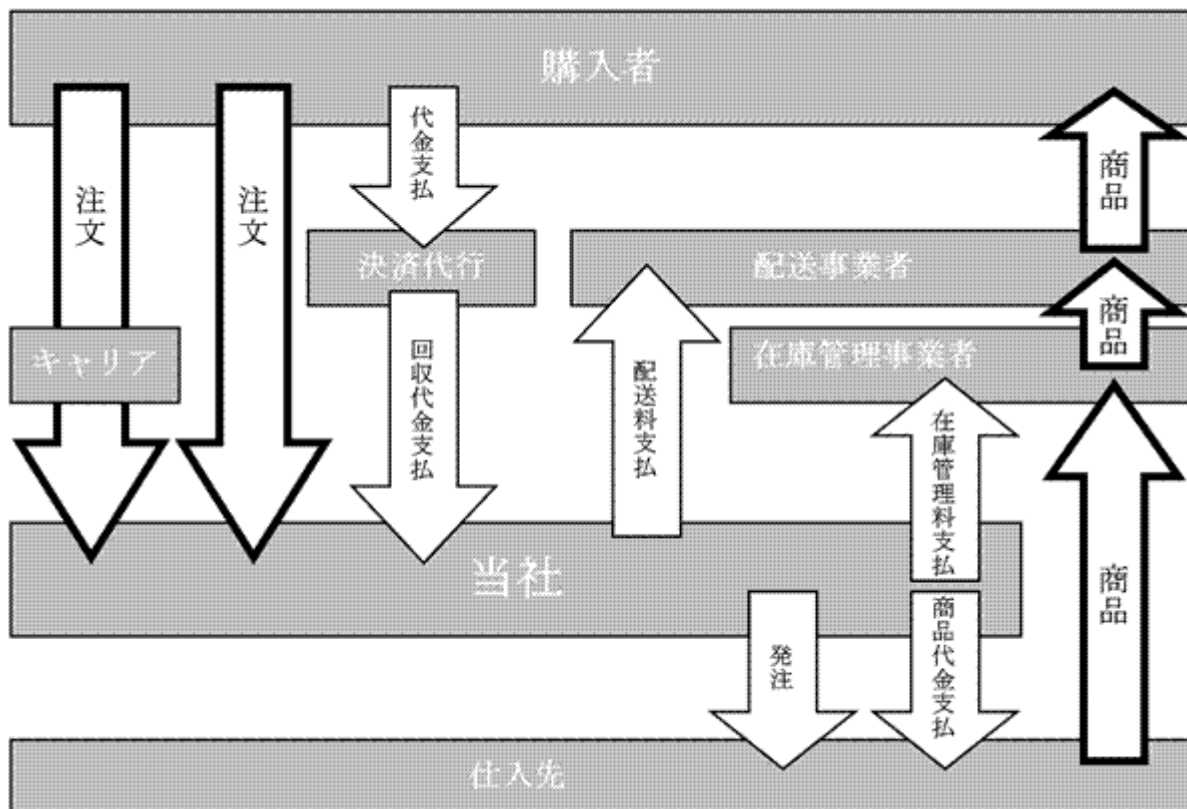 購入者
注文
注文
代金支払
商品
決済代行
配送事業者
商品
キャリア
在庫管理事業者
回収代金支払
配送料支払
在庫管理料支払
商品
当社
発注
商品代金支払
仕入先